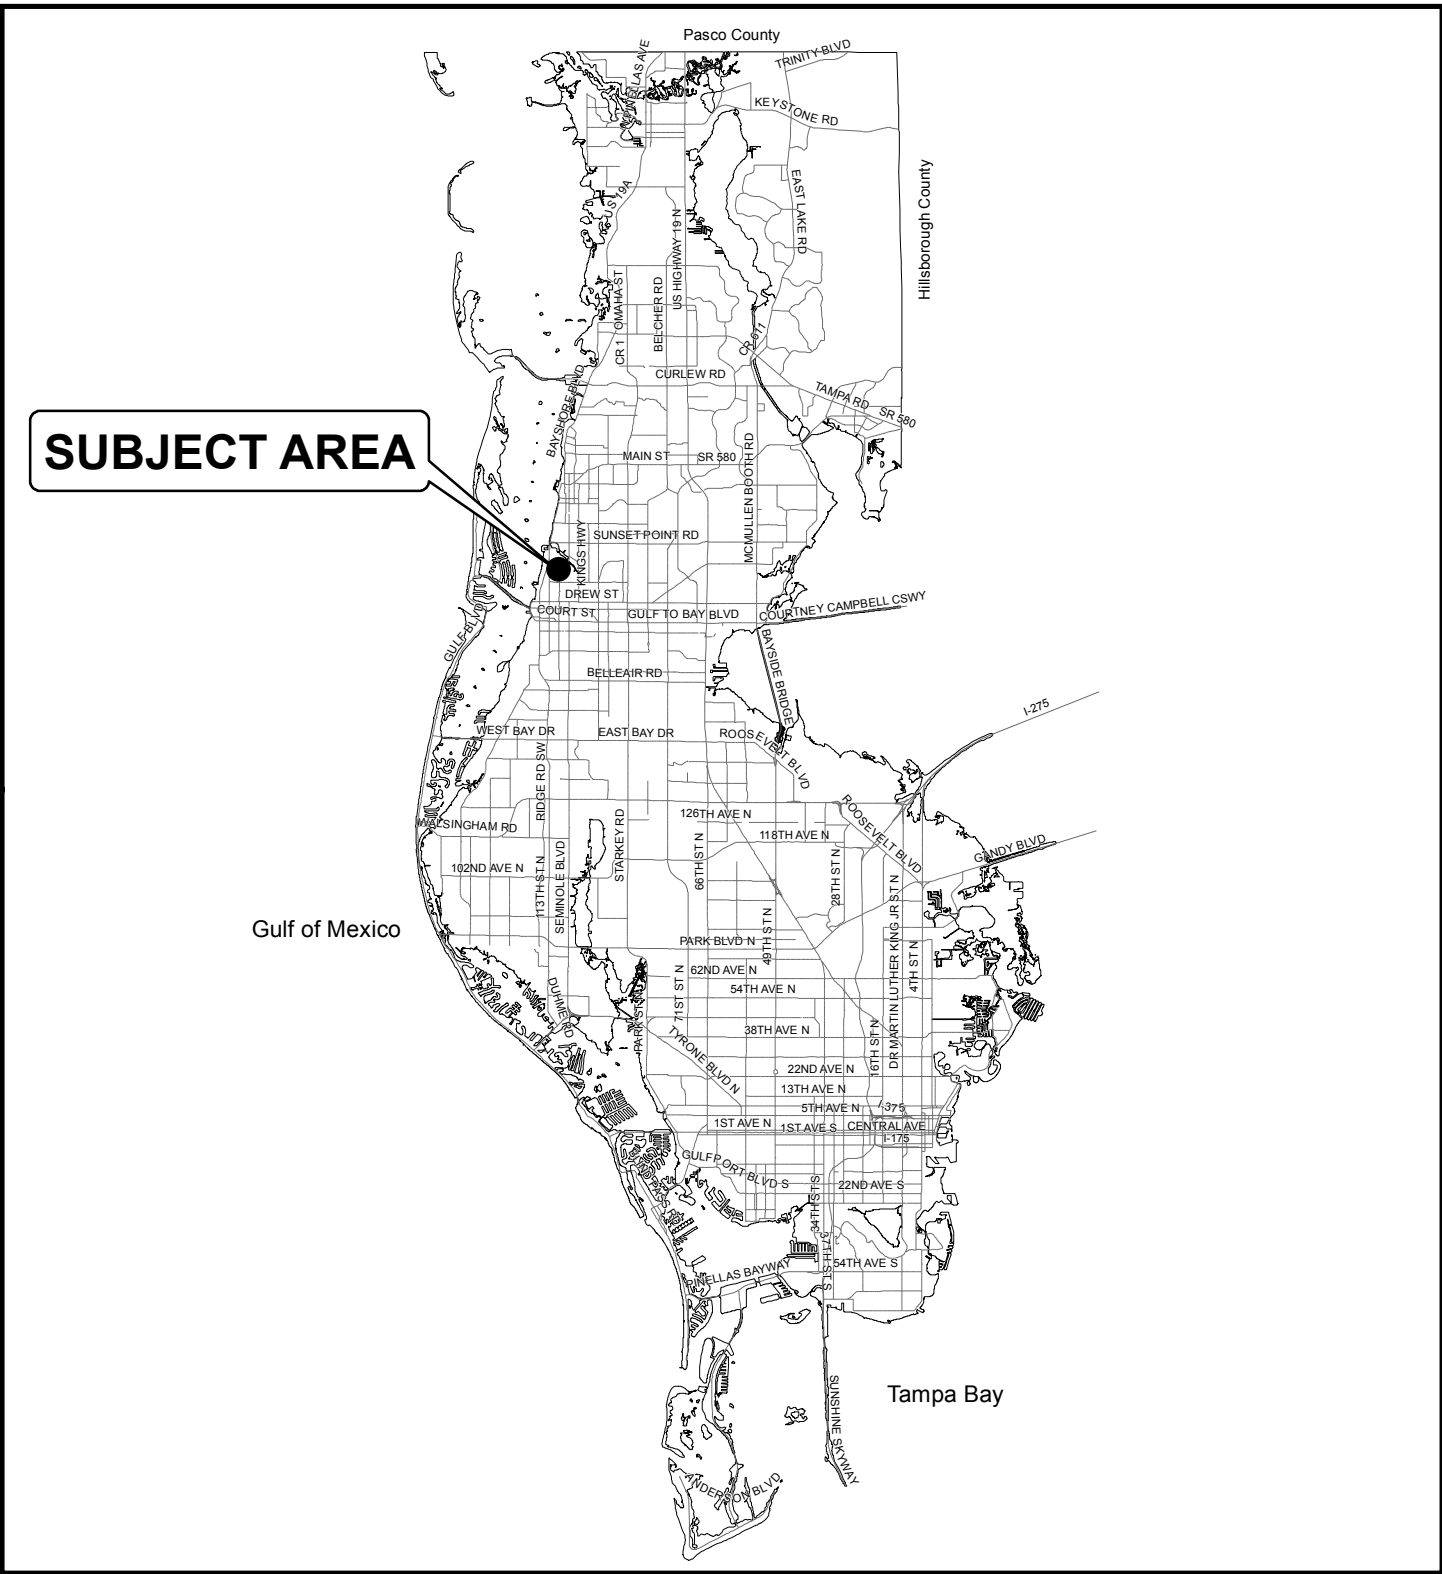 Pasco County
TRINITY BLVD
PINELLAS AVE
KEYSTONE RD
Hillsborough County
EAST LAKE RD
US 19A
US HIGHWAY 19 N
OMAHA ST
BELCHER RD
CR 1
CR 611
CURLEW RD
BAYSHORE BLVD
TAMPA RD
SR 580
SUBJECT AREA
MAIN ST
SR 580
MCMULLEN BOOTH RD
KINGS HWY
SUNSET POINT RD
DREW ST
COURT ST
GULF TO BAY BLVD
COURTNEY CAMPBELL CSWY
GULF BLVD
BAYSIDE BRIDGE
BELLEAIR RD
I-275
WEST BAY DR
EAST BAY DR
ROOSEVELT BLVD
RIDGE RD SW
WALSINGHAM RD
STARKEY RD
126TH AVE N
118TH AVE N
ROOSEVELT BLVD
GANDY BLVD
102ND AVE N
113TH ST N
SEMINOLE BLVD
66TH ST N
28TH ST N
DR MARTIN LUTHER KING JR ST N
Gulf of Mexico
PARK BLVD N
49TH ST N
4TH ST N
62ND AVE N
71ST ST N
54TH AVE N
DUHME RD
PARK ST N
38TH AVE N
16TH ST N
TYRONE BLVD N
22ND AVE N
13TH AVE N
5TH AVE N
I-375
1ST AVE N
1ST AVE S
CENTRAL AVE
I-175
GULFPORT BLVD S
22ND AVE S
34TH ST S
37TH ST S
54TH AVE S
PINELLAS BAYWAY
Tampa Bay
SUNSHINE SKYWAY
ANDERSON BLVD